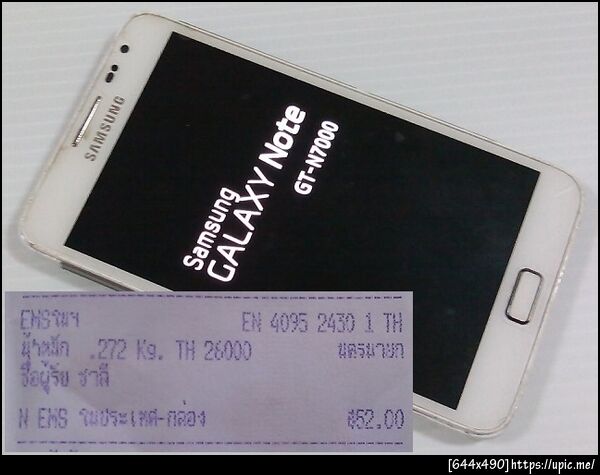 SAMSUNG
Samsung
GALAXY Note
GT-N7000
EMSในฯ EN 4095 2430 1 TH
น้ำหนัก .272 Kg. TH 26000 นครนายก
ชื่อผู้รับ ชาลี
N EMS ในประเทศ-กล่อง ฿52.00
[644x490]https://upic.me/